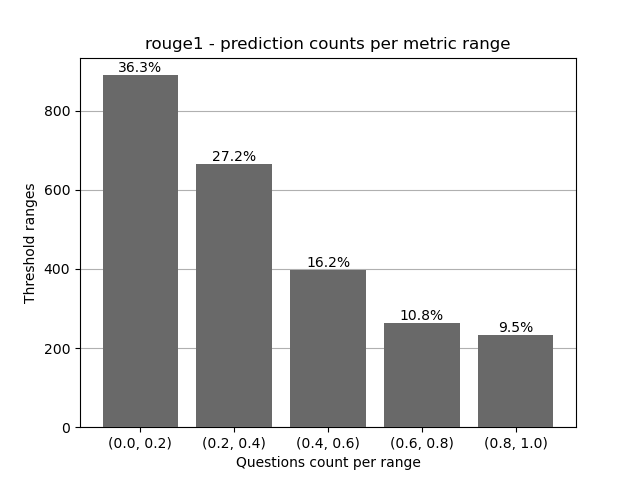 rouge1 - prediction counts per metric range
36.3%
27.2%
16.2%
10.8%
9.5%
Threshold ranges
800
600
400
200
0
(0.0, 0.2) (0.2, 0.4) (0.4, 0.6) (0.6, 0.8) (0.8, 1.0)
Questions count per range